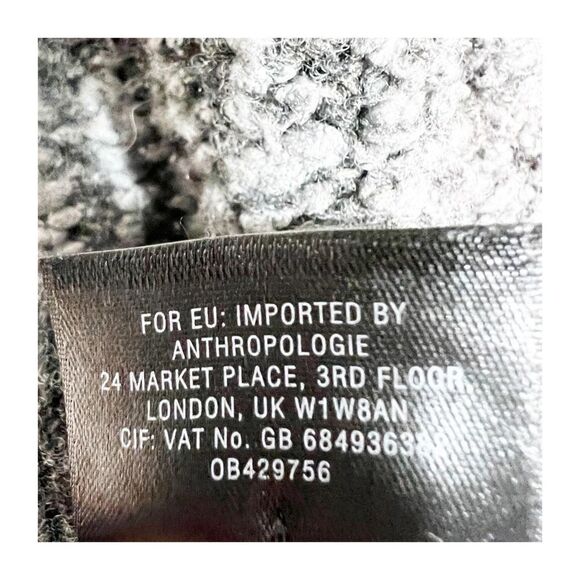 FOR EU: IMPORTED BY
ANTHROPOLOGIE
24 MARKET PLACE, 3RD FLOOR,
LONDON, UK W1W8AN
CIF: VAT No. GB
OB429756